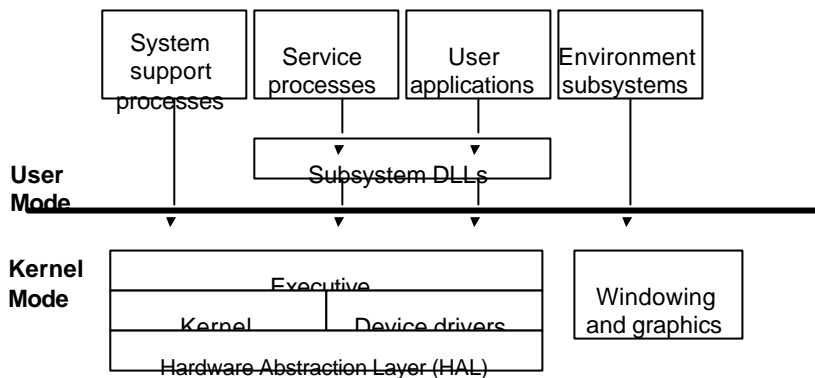 System
support
processes
Service
processes
User
applications
Environment
subsystems
Subsystem DLLs
User
Mode
Kernel
Mode
Executive
Kernel
Device drivers
Hardware Abstraction Layer (HAL)
Windowing
and graphics